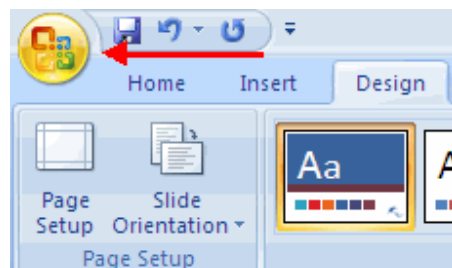 Home Insert Design
Aa A
Page Slide
Setup Orientation
Page Setup